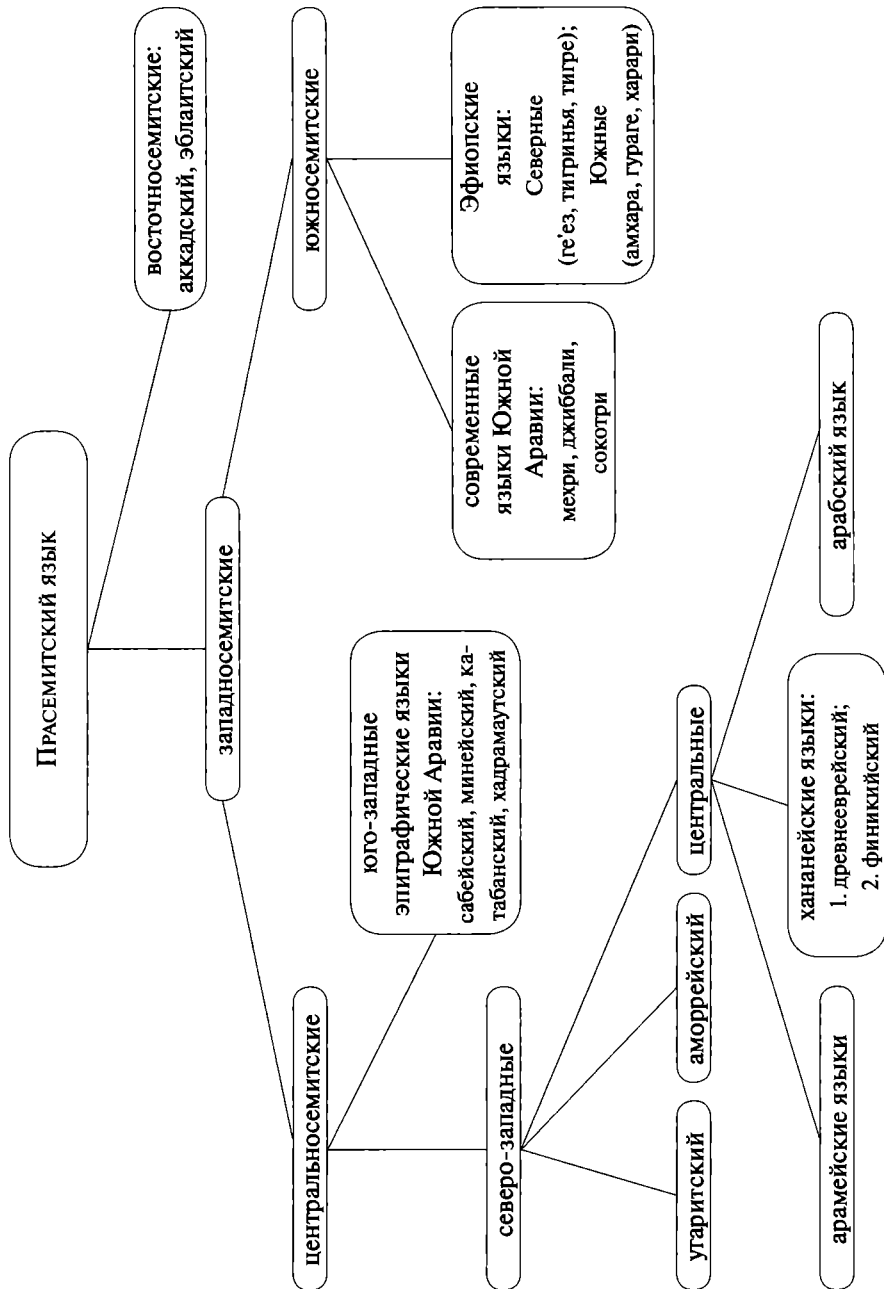 ПРАСЕМИТСКИЙ ЯЗЫК
восточносемитские:
аккадский, эблаитский
западносемитские
центральносемитские
южносемитские
юго-западные
эпиграфические языки
Южной Аравии:
сабейский, минейский, ка-
табанский, хадрамаутский
современные
языки Южной
Аравии:
мехри, джиббали,
сокотри
Эфиопские
языки:
Северные
(ге'ез, тигринья, тигре);
Южные
(амхара, гураге, харари)
северо-западные
угаритский
аморрейский
центральные
арамейские языки
хананейские языки:
1. древнееврейский;
2. финикийский
арабский язык